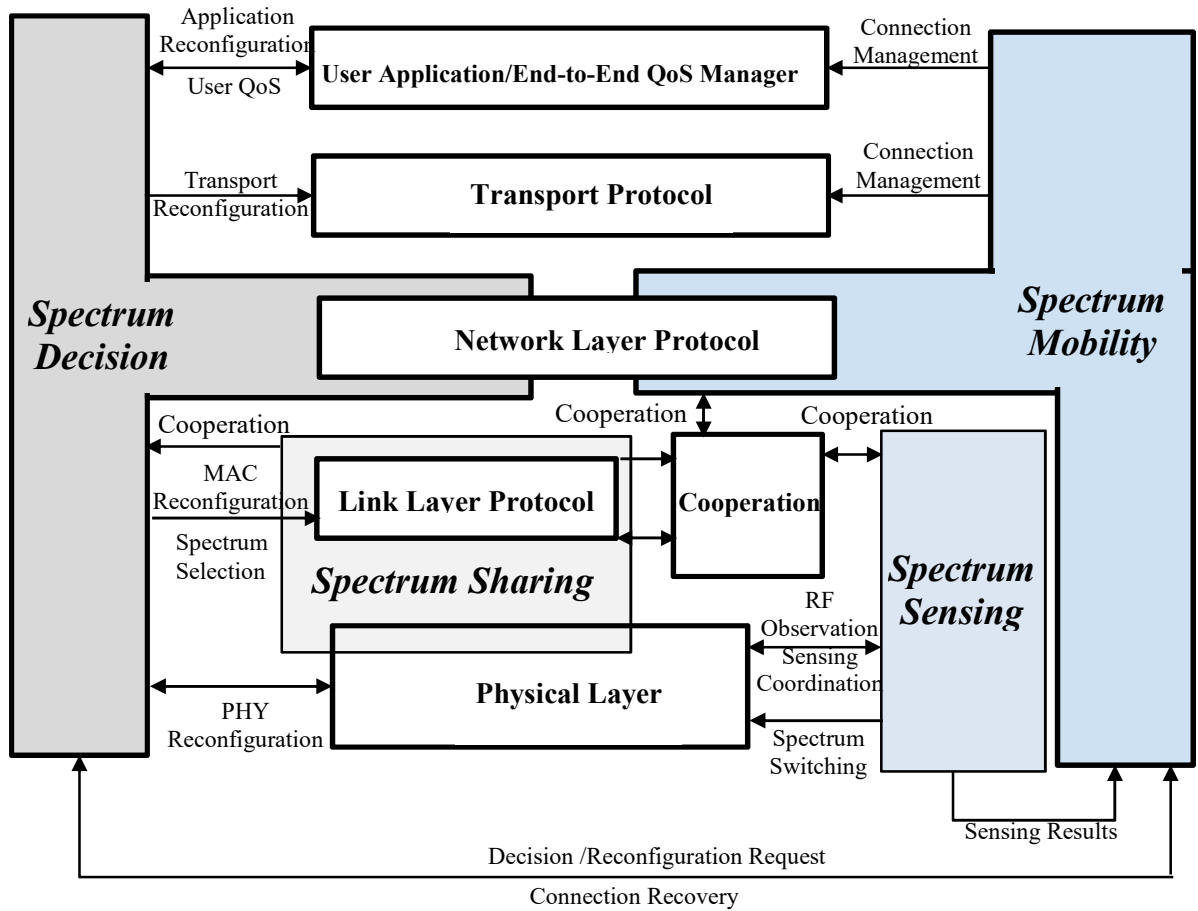 Application
Reconfiguration
User QoS
User Application/End-to-End QoS Manager
Connection
Management
Transport
Reconfiguration
Transport Protocol
Connection
Management
Spectrum
Decision
Network Layer Protocol
Spectrum
Mobility
Cooperation
Cooperation
Cooperation
MAC
Reconfiguration
Spectrum
Selection
Link Layer Protocol
Spectrum Sharing
Cooperation
Spectrum
Sensing
RF
Observation
Sensing
Coordination
Physical Layer
PHY
Reconfiguration
Spectrum
Switching
Sensing Results
Decision /Reconfiguration Request
Connection Recovery